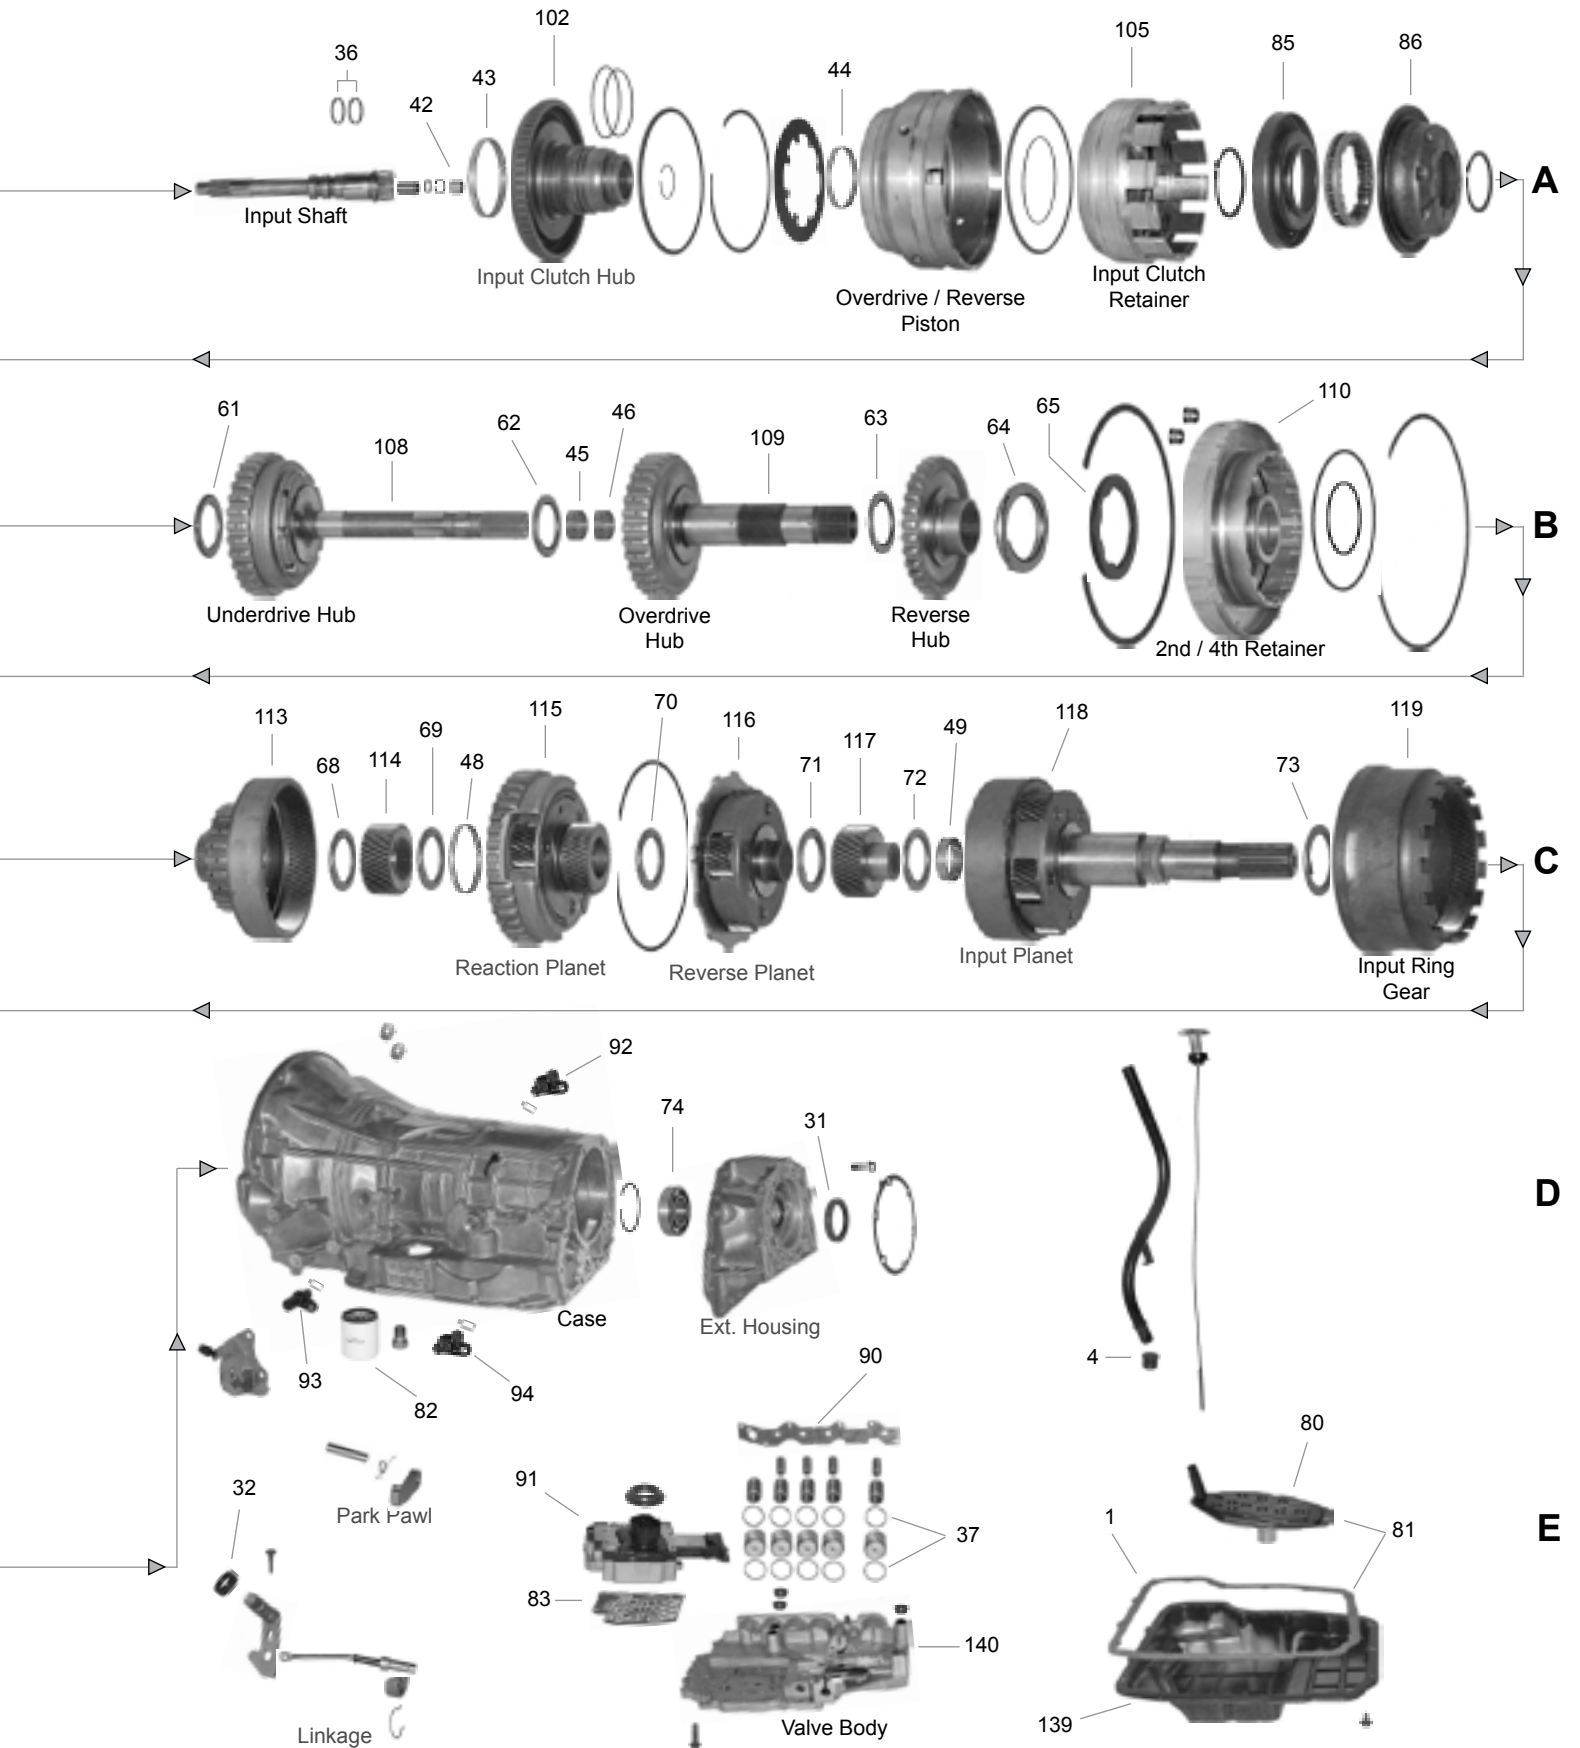 102
36
43
42
44
105
85
86
A
Input Shaft
Input Clutch Hub
Overdrive / Reverse
Piston
Input Clutch
Retainer
61
108
62
45
46
109
63
64
65
110
B
Underdrive Hub
Overdrive
Hub
Reverse
Hub
2nd / 4th Retainer
113
68
114
69
48
115
70
116
71
117
72
49
118
73
119
C
Reaction Planet
Reverse Planet
Input Planet
Input Ring
Gear
92
74
31
D
Case
Ext. Housing
93
82
94
4
90
91
80
32
Park Pawl
37
1
81
E
83
140
139
Linkage
Valve Body